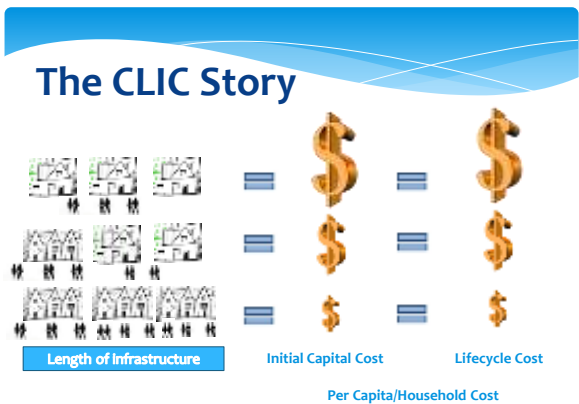 The CLIC Story
Length of Infrastructure
Initial Capital Cost
Lifecycle Cost
Per Capita/Household Cost